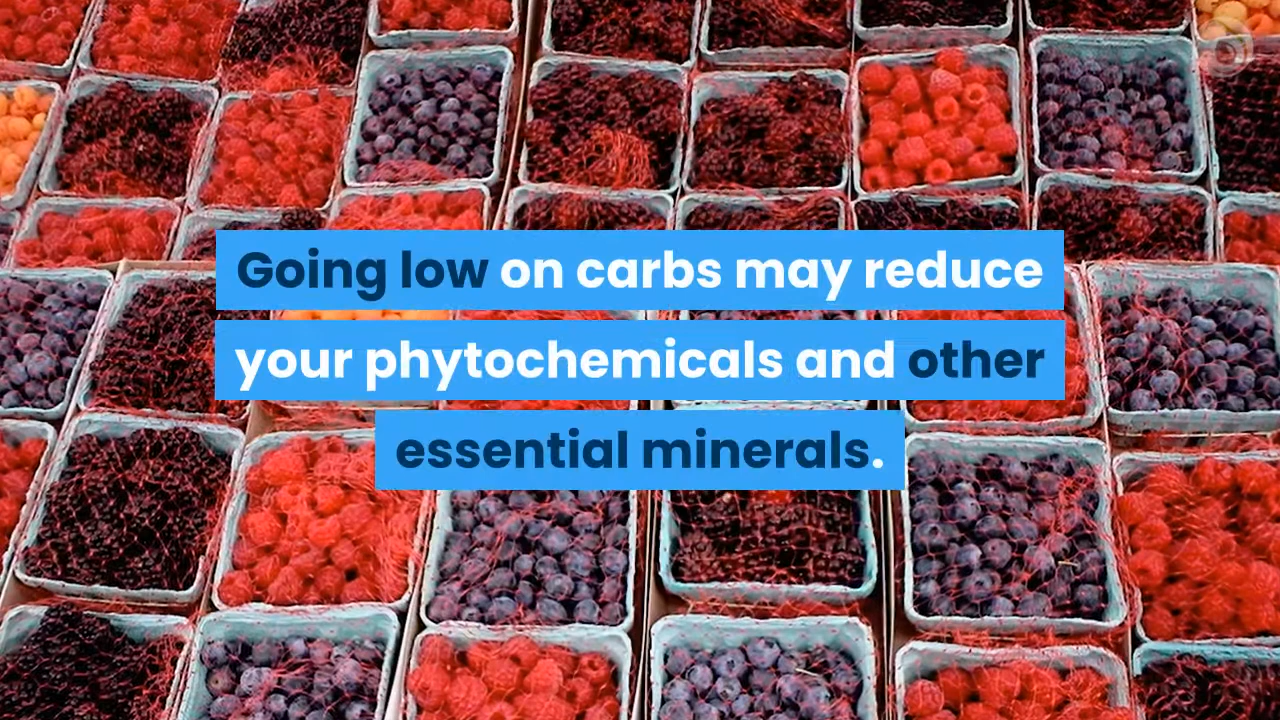 Going low on carbs may reduce
your phytochemicals and other
essential minerals.